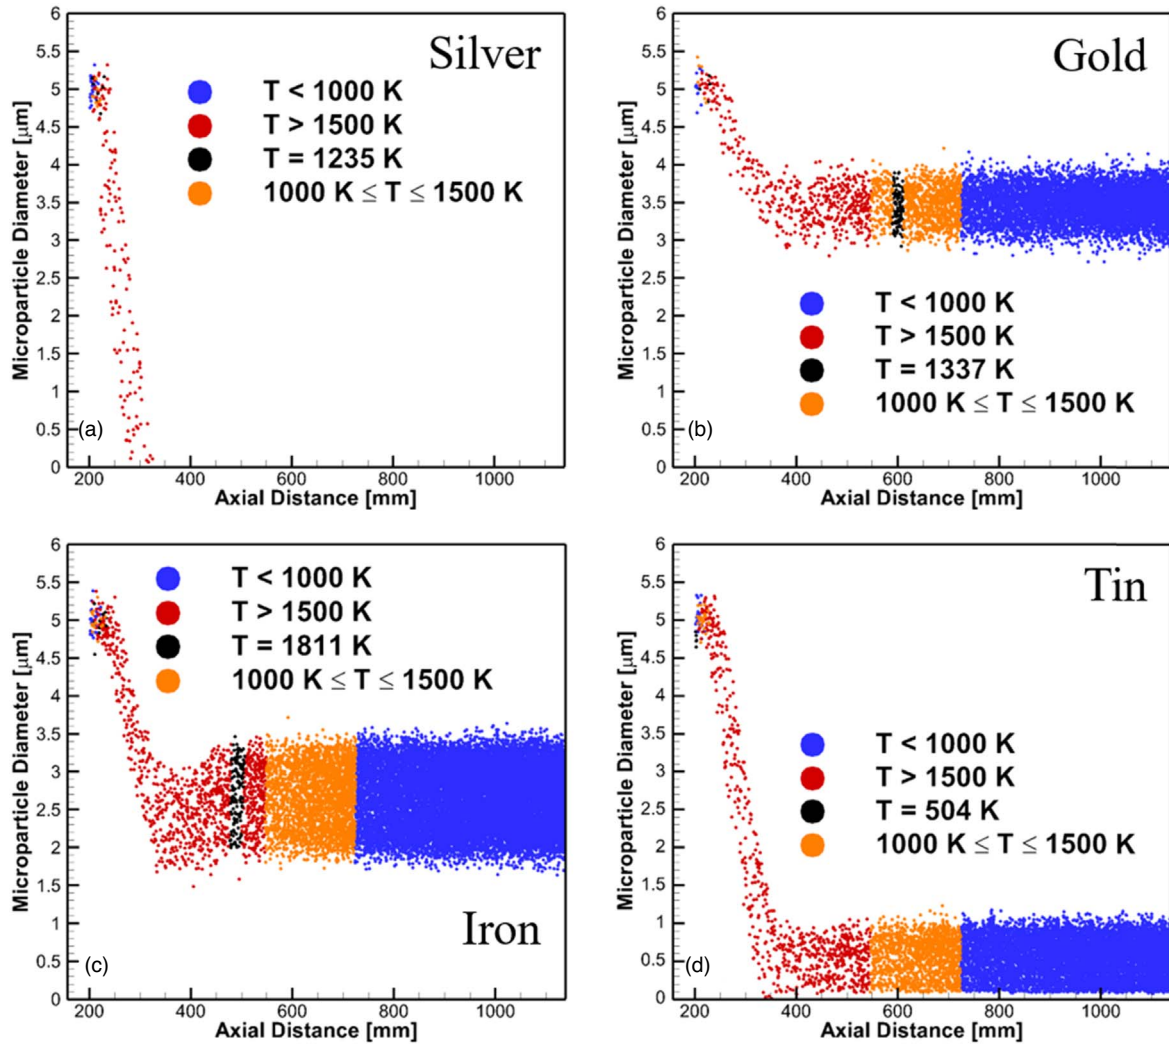 Silver
T < 1000 K
T > 1500 K
T = 1235 K
1000 K ≤ T ≤ 1500 K
(a)
Microparticle Diameter [μm]
6
5.5
5
4.5
4
3.5
3
2.5
2
1.5
1
0.5
0
200 400 600 800 1000
Axial Distance [mm]
Gold
T < 1000 K
T > 1500 K
T = 1337 K
1000 K ≤ T ≤ 1500 K
(b)
Microparticle Diameter [μm]
6
5.5
5
4.5
4
3.5
3
2.5
2
1.5
1
0.5
0
200 400 600 800 1000
Axial Distance [mm]
T < 1000 K
T > 1500 K
T = 1811 K
1000 K ≤ T ≤ 1500 K
Iron
(c)
Microparticle Diameter [μm]
6
5.5
5
4.5
4
3.5
3
2.5
2
1.5
1
0.5
0
200 400 600 800 1000
Axial Distance [mm]
Tin
T < 1000 K
T > 1500 K
T = 504 K
1000 K ≤ T ≤ 1500 K
(d)
Microparticle Diameter [μm]
6
5.5
5
4.5
4
3.5
3
2.5
2
1.5
1
0.5
0
200 400 600 800 1000
Axial Distance [mm]